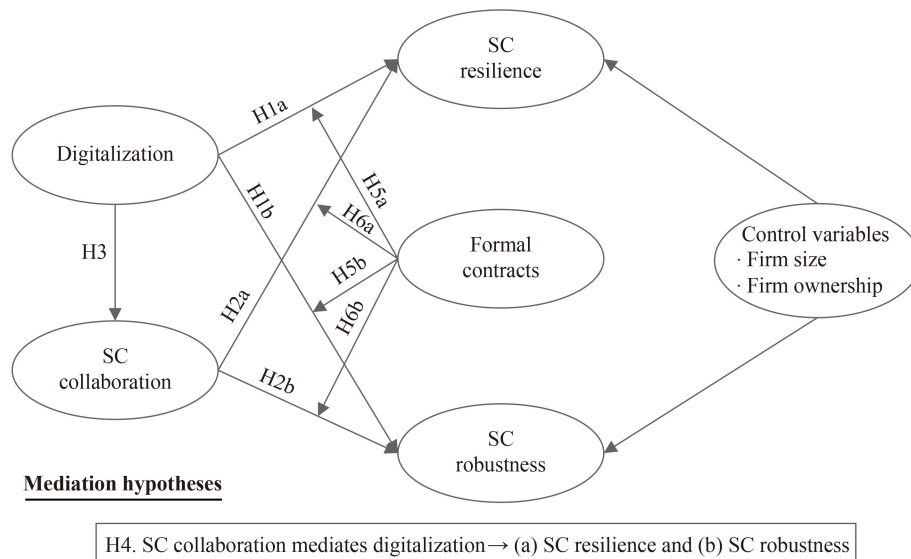 SC
resilience
H1a
Digitalization
H1b
H5a
H6a
Formal
contracts
H5b
H6b
H3
H2a
Control variables
· Firm size
· Firm ownership
SC
collaboration
H2b
SC
robustness
Mediation hypotheses
H4. SC collaboration mediates digitalization→ (a) SC resilience and (b) SC robustness